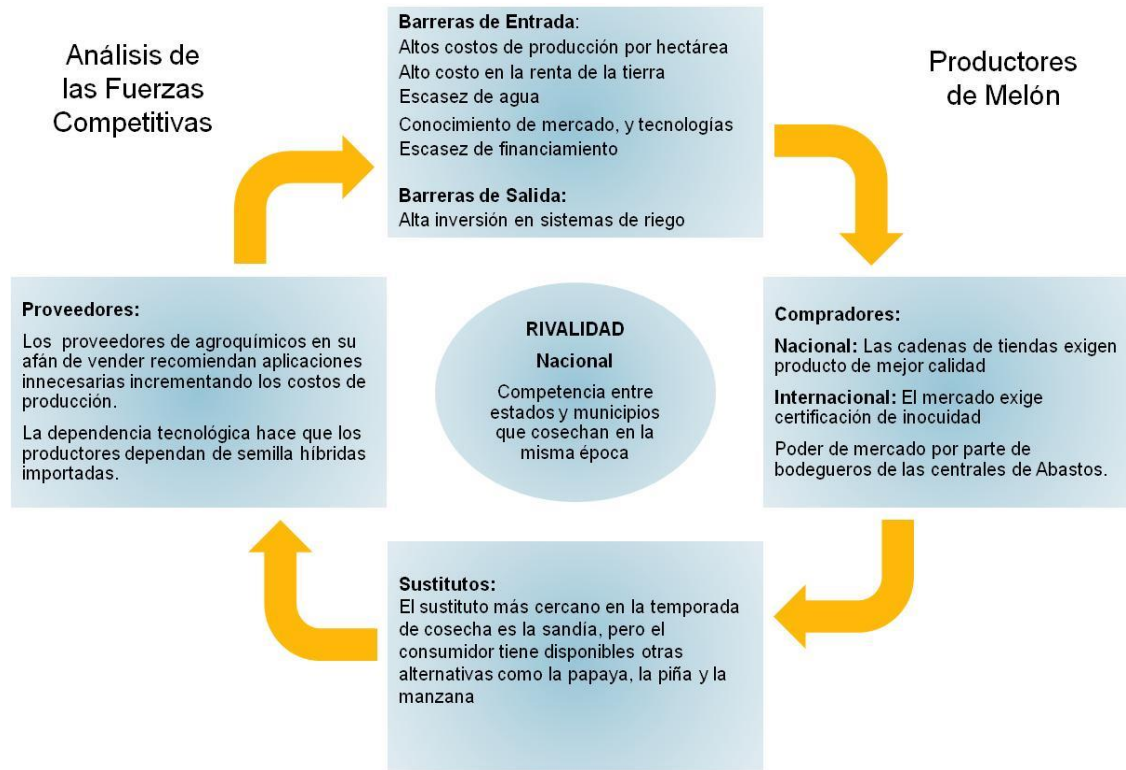 Análisis de
las Fuerzas
Competitivas
Barreras de Entrada:
Altos costos de producción por hectárea
Alto costo en la renta de la tierra
Escasez de agua
Conocimiento de mercado, y tecnologías
Escasez de financiamiento
Barreras de Salida:
Alta inversión en sistemas de riego
Productores
de Melón
Proveedores:
Los proveedores de agroquímicos en su
afán de vender recomiendan aplicaciones
innecesarias incrementando los costos de
producción.
La dependencia tecnológica hace que los
productores dependan de semilla híbridas
importadas.
RIVALIDAD
Nacional
Competencia entre
estados y municipios
que cosechan en la
misma época
Compradores:
Nacional: Las cadenas de tiendas exigen
producto de mejor calidad
Internacional: El mercado exige
certificación de inocuidad
Poder de mercado por parte de
bodegueros de las centrales de Abastos.
Sustitutos:
El sustituto más cercano en la temporada
de cosecha es la sandía, pero el
consumidor tiene disponibles otras
alternativas como la papaya, la piña y la
manzana